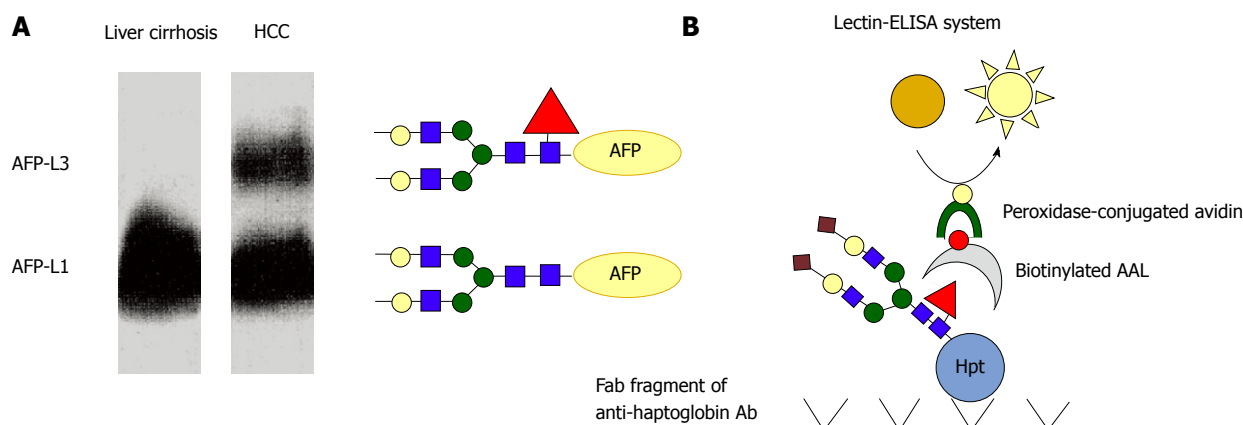 A
Liver cirrhosis
HCC
AFP-L3
AFP-L1
AFP
AFP
B
Lectin-ELISA system
Peroxidase-conjugated avidin
Biotinylated AAL
Hpt
Fab fragment of
anti-haptoglobin Ab